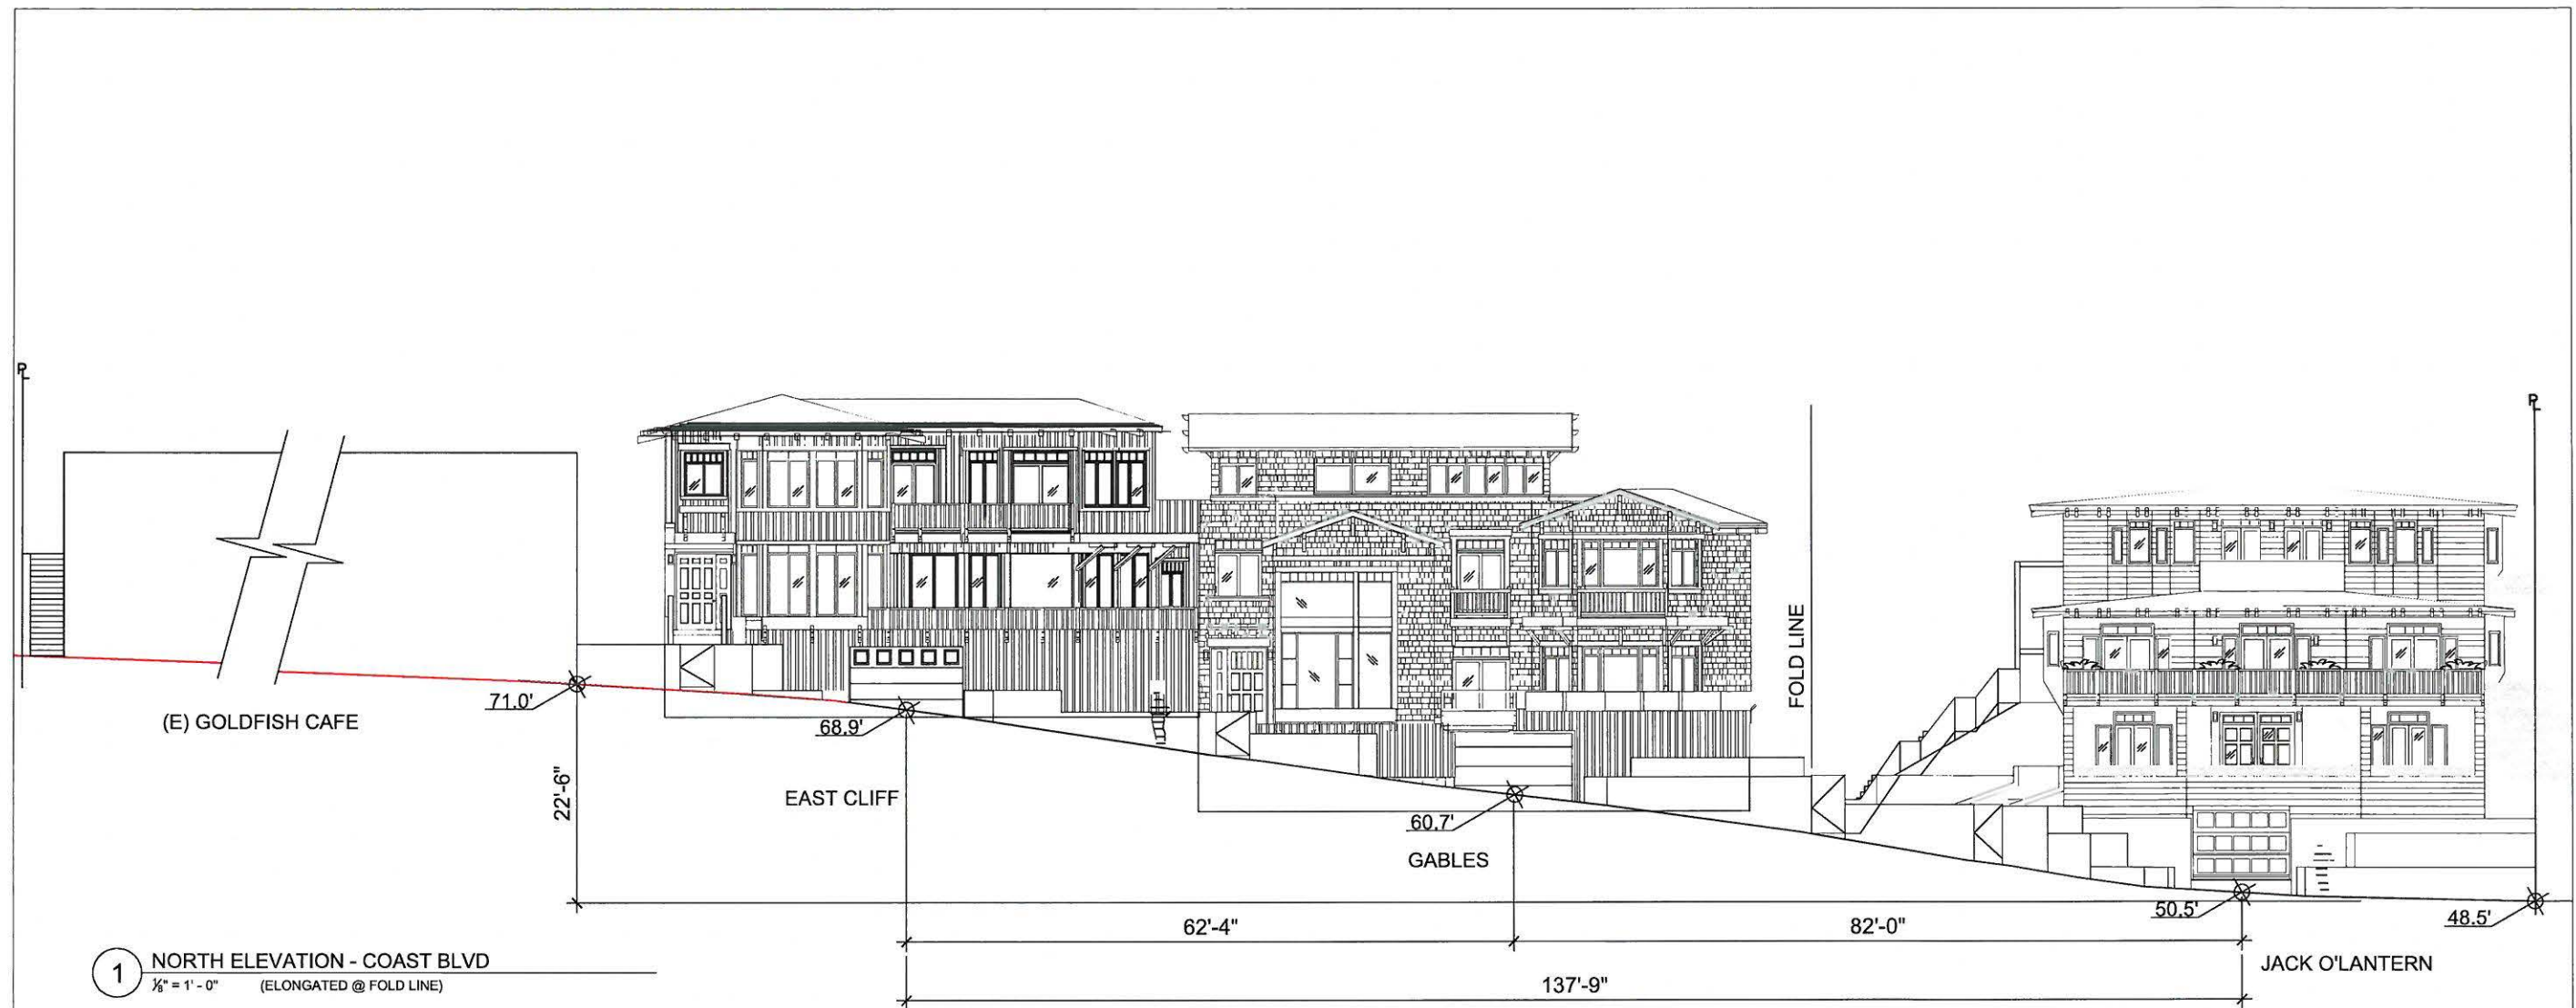 PL
PL
FOLD LINE
71.0'
(E) GOLDFISH CAFE
68.9'
22'-6"
EAST CLIFF
60.7'
GABLES
50.5'
48.5'
62'-4"
82'-0"
1
NORTH ELEVATION - COAST BLVD
⅛" = 1' - 0" (ELONGATED @ FOLD LINE)
JACK O'LANTERN
137'-9"